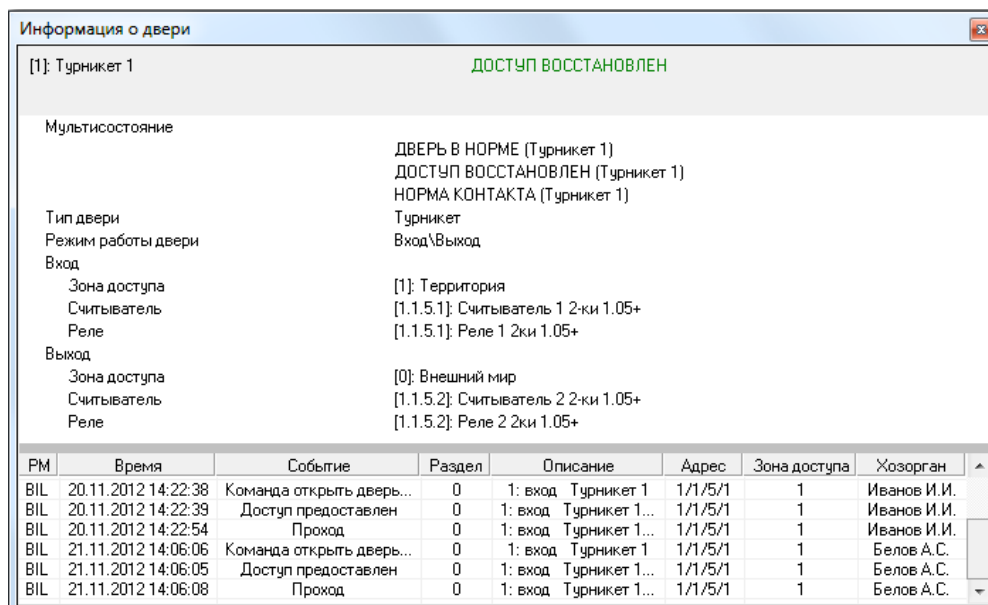 Информация о двери
[1]: Турникет 1 ДОСТУП ВОССТАНОВЛЕН
Мультисостояние
ДВЕРЬ В НОРМЕ (Турникет 1)
ДОСТУП ВОССТАНОВЛЕН (Турникет 1)
НОРМА КОНТАКТА (Турникет 1)
Тип двери Турникет
Режим работы двери Вход\Выход
Вход
Зона доступа [1]: Территория
Считыватель [1.1.5.1]: Считыватель 1 2-ки 1.05+
Реле [1.1.5.1]: Реле 1 2ки 1.05+
Выход
Зона доступа [0]: Внешний мир
Считыватель [1.1.5.2]: Считыватель 2 2-ки 1.05+
Реле [1.1.5.2]: Реле 2 2ки 1.05+
РМ Время Событие Раздел Описание Адрес Зона доступа Хозорган
BIL 20.11.2012 14:22:38 Команда открыть дверь... 0 1: вход Турникет 1 1/1/5/1 1 Иванов И.И.
BIL 20.11.2012 14:22:39 Доступ предоставлен 0 1: вход Турникет 1... 1/1/5/1 1 Иванов И.И.
BIL 20.11.2012 14:22:54 Проход 0 1: вход Турникет 1... 1/1/5/1 1 Иванов И.И.
BIL 21.11.2012 14:06:06 Команда открыть дверь... 0 1: вход Турникет 1 1/1/5/1 1 Белов А.С.
BIL 21.11.2012 14:06:05 Доступ предоставлен 0 1: вход Турникет 1... 1/1/5/1 1 Белов А.С.
BIL 21.11.2012 14:06:08 Проход 0 1: вход Турникет 1... 1/1/5/1 1 Белов А.С.